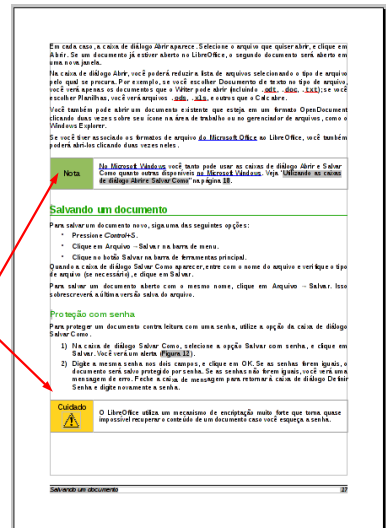 Em cada caso, a caixa de diálogo Abrir aparece. Selecione o arquivo que quiser abrir, e clique em
Abrir. Se um documento já estiver aberto no LibreOffice, o segundo documento será aberto em
uma nova janela.
Na caixa de diálogo Abrir, você poderá reduzir a lista de arquivos selecionando o tipo de arquivo
pelo qual se procura. Por exemplo, se você escolher Documento de texto no tipo de arquivo,
você verá apenas os documentos que o Writer pode abrir (incluindo .odt, .doc, .txt); se você
escolher Planilhas, você verá arquivos .ods, .xls, e outros que o Calc abre.
Você também pode abrir um documento existente que esteja em um formato OpenDocument
clicando duas vezes sobre seu ícone na área de trabalho ou no gerenciador de arquivos, como o
Windows Explorer.
Se você tiver associado os formatos de arquivo do Microsoft Office ao LibreOffice, você também
poderá abri-los clicando duas vezes neles.
Nota
No Microsoft Windows você tanto pode usar as caixas de diálogo Abrir e Salvar
Como quanto outras disponíveis no Microsoft Windows. Veja "Utilizando as caixas
de diálogo Abrir e Salvar Como" na página 18.
Salvando um documento
Para salvar um documento novo, siga uma das seguintes opções:
• Pressione Control+S.
• Clique em Arquivo →Salvar na barra de menu.
• Clique no botão Salvar na barra de ferramentas principal.
Quando a caixa de diálogo Salvar Como aparecer, entre com o nome do arquivo e verifique o tipo
de arquivo (se necessário), e clique em Salvar.
Para salvar um documento aberto com o mesmo nome, clique em Arquivo → Salvar. Isso
sobrescreverá a última versão salva do arquivo.
Proteção com senha
Para proteger um documento contra leitura com uma senha, utilize a opção da caixa de diálogo
Salvar Como.
1) Na caixa de diálogo Salvar Como, selecione a opção Salvar com senha, e clique em
Salvar. Você verá um alerta (Figura 12).
2) Digite a mesma senha nos dois campos, e clique em OK. Se as senhas forem iguais, o
documento será salvo protegido por senha. Se as senhas não forem iguais, você verá uma
mensagem de erro. Feche a caixa de mensagem para retornar à caixa de diálogo Definir
Senha e digite novamente a senha.
Cuidado
O LibreOffice utiliza um mecanismo de encriptação muito forte que torna quase
impossível recuperar o conteúdo de um documento caso você esqueça a senha.
Salvando um documento 17